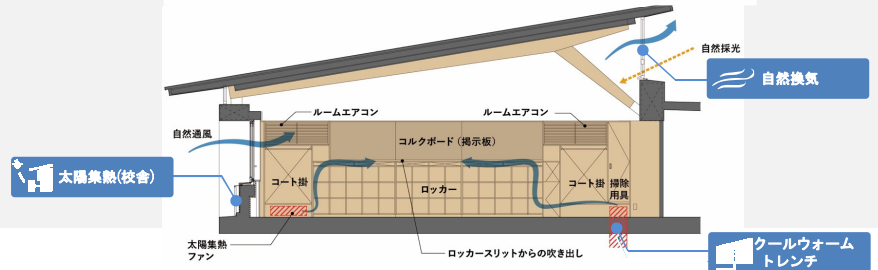 自然採光
自然換気
ルームエアコン
ルームエアコン
自然通風
コルクボード（掲示板）
太陽集熱(校舎)
コート掛
ロッカー
コート掛
掃除
用具
太陽集熱
ファン
ロッカースリットからの吹き出し
クールウォーム
トレンチ